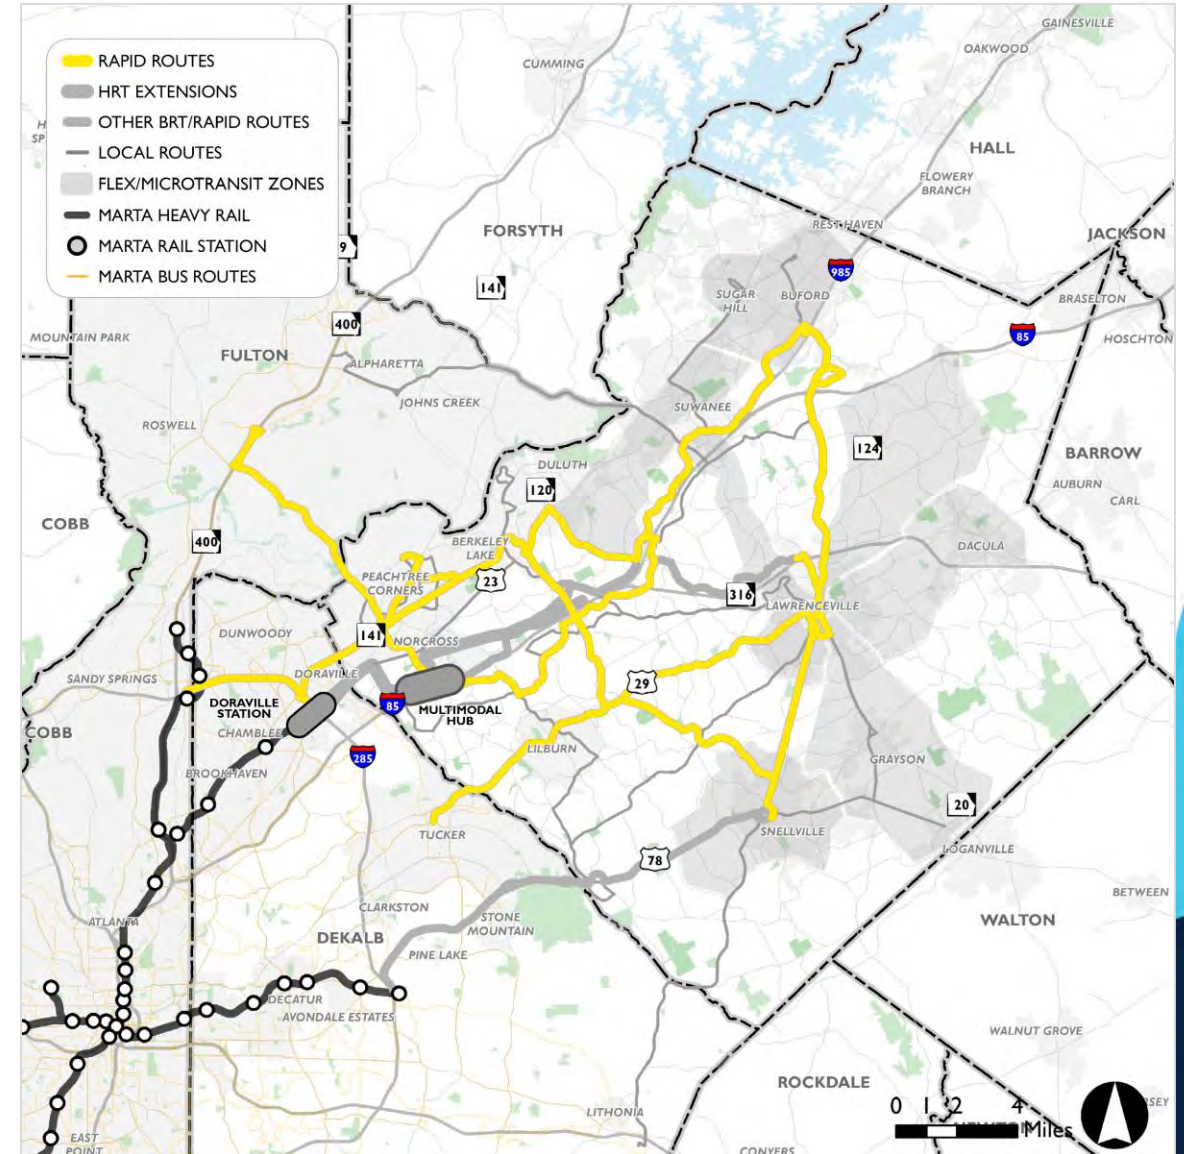 RAPID ROUTES
HRT EXTENSIONS
OTHER BRT/RAPID ROUTES
LOCAL ROUTES
FLEX/MICROTRANSIT ZONES
MARTA HEAVY RAIL
MARTA RAIL STATION
MARTA BUS ROUTES
GAINESVILLE
OAKWOOD
CUMMING
HALL
FLOWERY
BRANCH
REST HAVEN
FORSYTH
JACKSON
9
141
985
SUGAR
HILL
BUFORD
BRASELTON
400
85
MOUNTAIN PARK
HOSCHTON
FULTON
ALPHARETTA
JOHNS CREEK
SUWANEE
ROSWELL
124
BARROW
DULUTH
AUBURN
120
CARL
COBB
400
BERKELEY
LAKE
DACULA
PEACHTREE
CORNERS
23
316
LAWRENCEVILLE
DUNWOODY
141
NORCROSS
SANDY SPRINGS
DORAVILLE
29
DORAVILLE
STATION
85
MULTIMODAL
HUB
COBB
CHAMBLEE
LILBURN
285
GRAYSON
BROOKHAVEN
20
TUCKER
SNELLVILLE
LOGANVILLE
78
BETWEEN
CLARKSTON
ATLANTA
STONE
MOUNTAIN
WALTON
DEKALB
PINE LAKE
DECATUR
AVONDALE ESTATES
WALNUT GROVE
ROCKDALE
LITHONIA
0 1 2 4
Miles
EAST
POINT
CONYERS